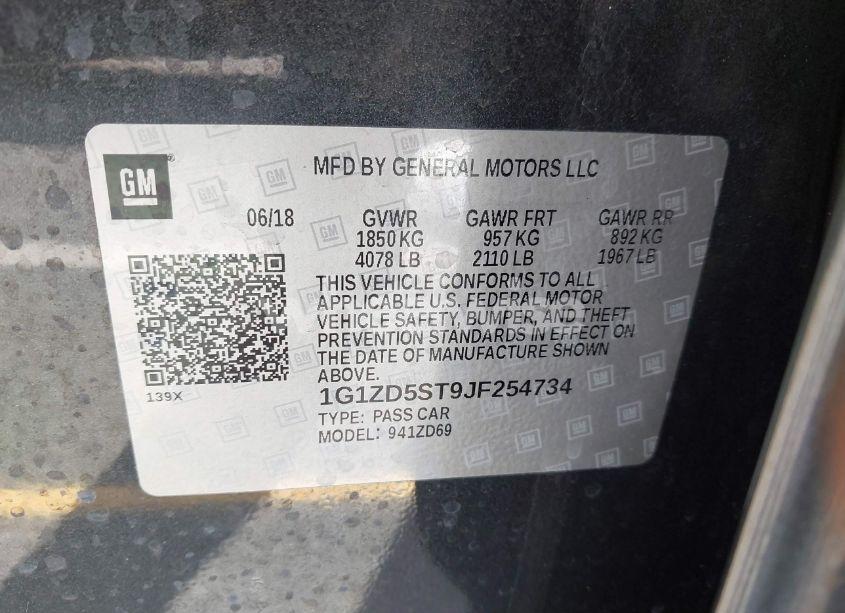 GM
MFD BY GENERAL MOTORS LLC
06/18 GVWR GAWR FRT GAWR RR
1850 KG 957 KG 892 KG
4078 LB 2110 LB 1967 LB
THIS VEHICLE CONFORMS TO ALL
APPLICABLE U.S. FEDERAL MOTOR
VEHICLE SAFETY, BUMPER, AND THEFT
PREVENTION STANDARDS IN EFFECT ON
THE DATE OF MANUFACTURE SHOWN
ABOVE.
139X
1G1ZD5ST9JF254734
TYPE: PASS CAR
MODEL: 941ZD69